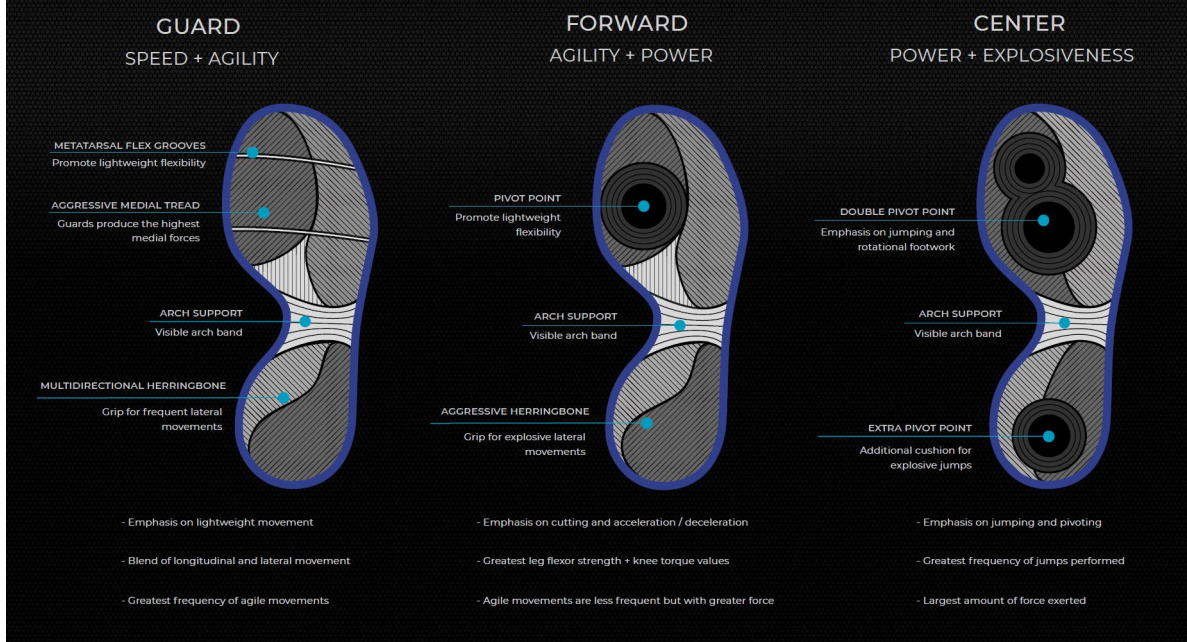 GUARD
SPEED + AGILITY
METATARSAL FLEX GROOVES
Promote lightweight flexibility
AGGRESSIVE MEDIAL TREAD
Guards produce the highest
medial forces
ARCH SUPPORT
Visible arch band
MULTIDIRECTIONAL HERRINGBONE
Grip for frequent lateral
movements
- Emphasis on lightweight movement
- Blend of longitudinal and lateral movement
- Greatest frequency of agile movements
FORWARD
AGILITY + POWER
PIVOT POINT
Promote lightweight
flexibility
ARCH SUPPORT
Visible arch band
AGGRESSIVE HERRINGBONE
Grip for explosive lateral
movements
- Emphasis on cutting and acceleration / deceleration
- Greatest leg flexor strength + knee torque values
- Agile movements are less frequent but with greater force
CENTER
POWER + EXPLOSIVENESS
DOUBLE PIVOT POINT
Emphasis on jumping and
rotational footwork
ARCH SUPPORT
Visible arch band
EXTRA PIVOT POINT
Additional cushion for
explosive jumps
- Emphasis on jumping and pivoting
- Greatest frequency of jumps performed
- Largest amount of force exerted